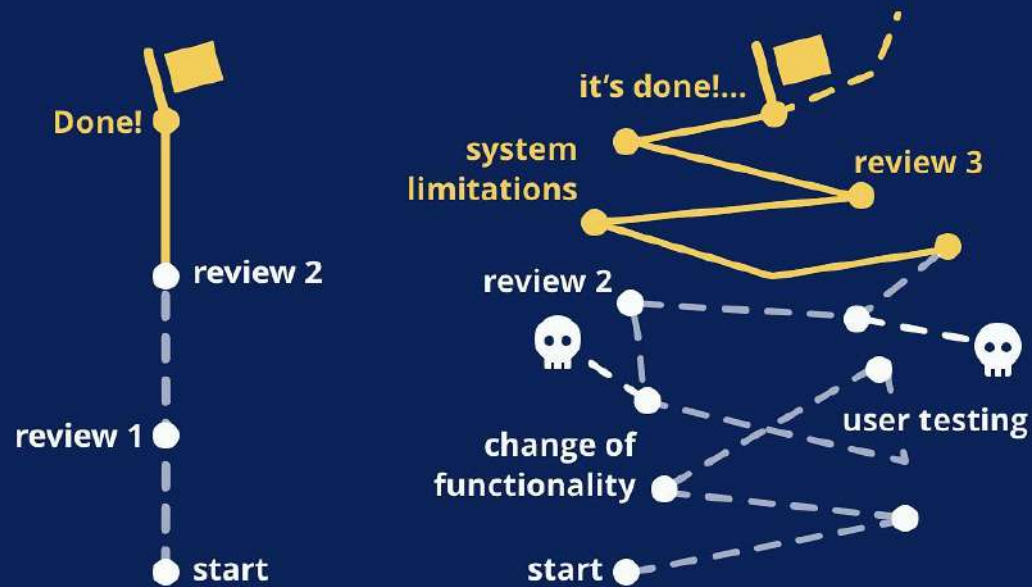 Done!
review 2
review 1
start
it's done!...
system
limitations
review 3
review 2
user testing
change of
functionality
start